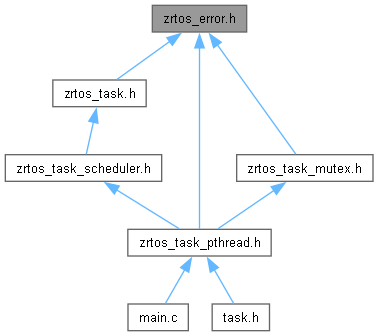 zrtos_error.h
zrtos_task.h
zrtos_task_scheduler.h
zrtos_task_mutex.h
zrtos_task_pthread.h
main.c
task.h